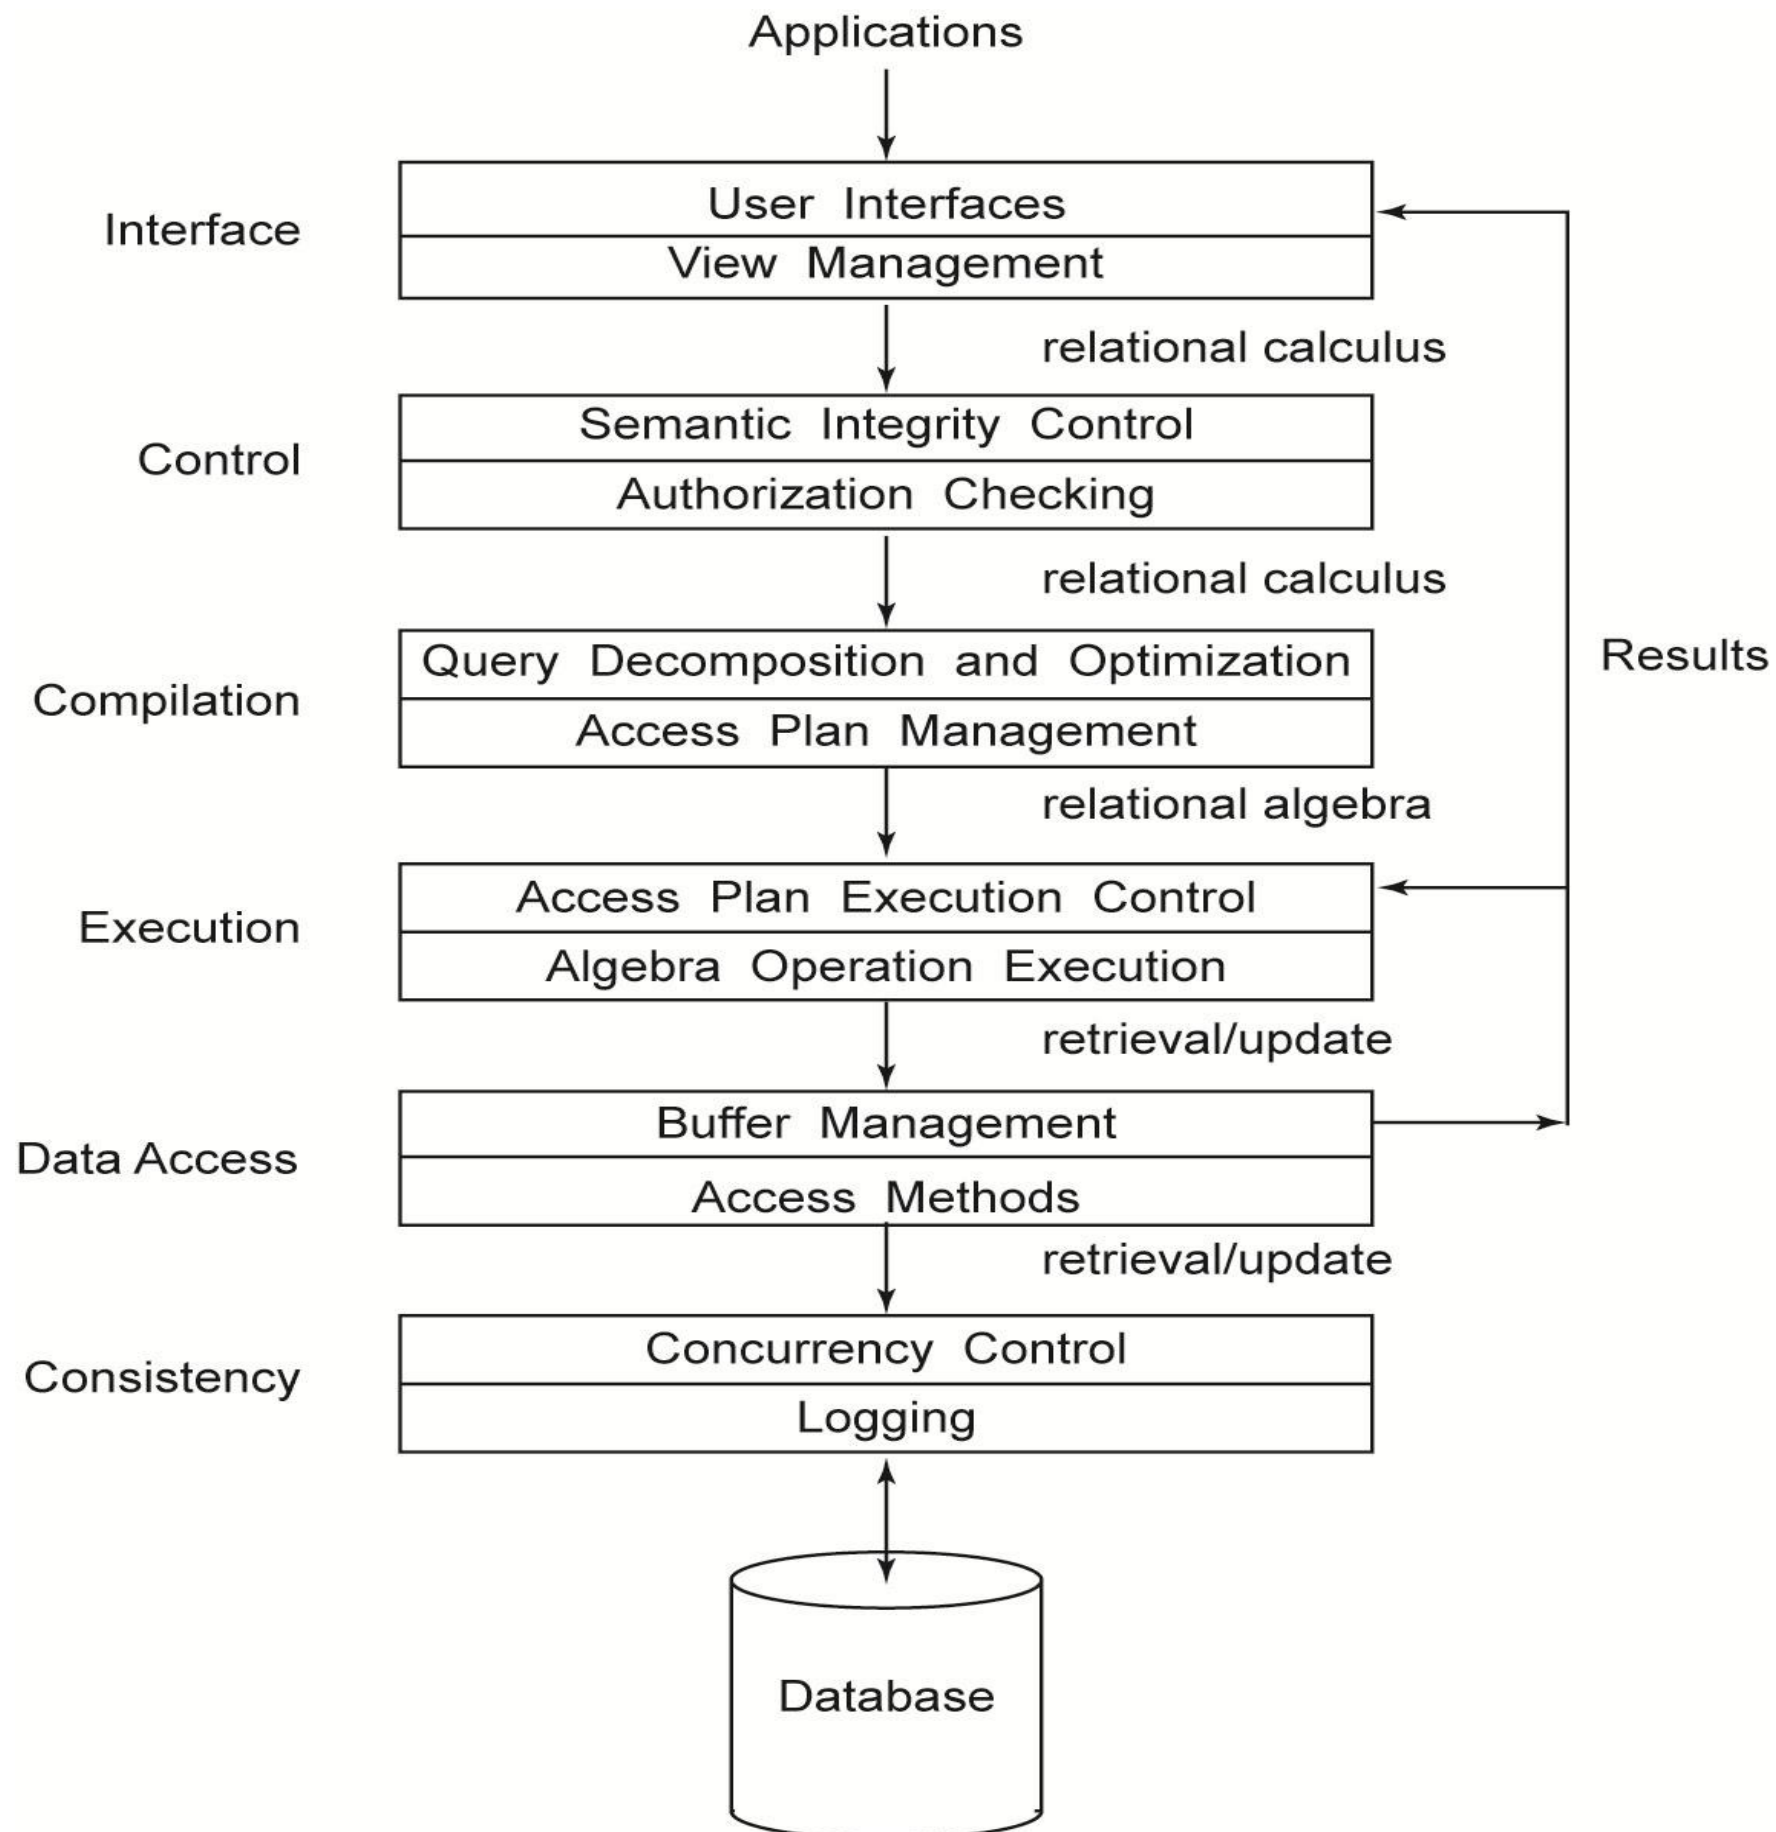 Applications
Interface
User Interfaces
View Management
relational calculus
Control
Semantic Integrity Control
Authorization Checking
relational calculus
Compilation
Query Decomposition and Optimization
Access Plan Management
Results
relational algebra
Execution
Access Plan Execution Control
Algebra Operation Execution
retrieval/update
Data Access
Buffer Management
Access Methods
retrieval/update
Consistency
Concurrency Control
Logging
Database